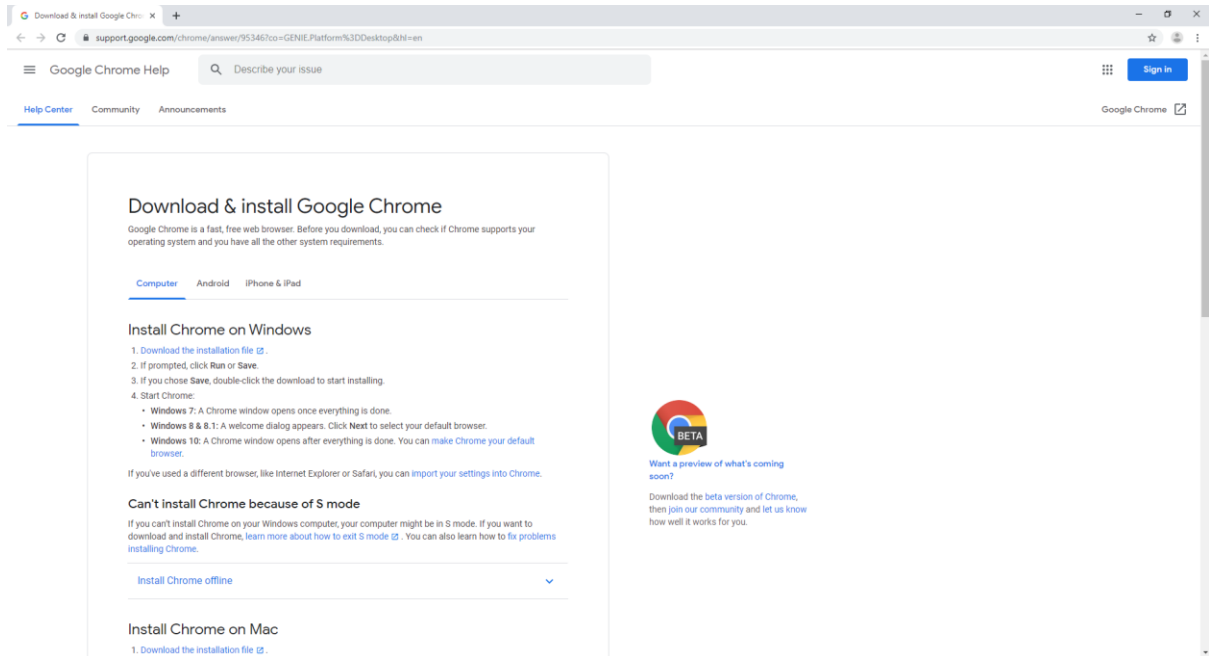 Download & install Google Chro
support.google.com/chrome/answer/95346?co=GENIE.Platform%3DDesktop&hl=en
Google Chrome Help
Describe your issue
Sign in
Help Center
Community
Announcements
Google Chrome
Download & install Google Chrome
Google Chrome is a fast, free web browser. Before you download, you can check if Chrome supports your
operating system and you have all the other system requirements.
Computer
Android
iPhone & iPad
Install Chrome on Windows
1. Download the installation file .
2. If prompted, click Run or Save.
3. If you chose Save, double-click the download to start installing.
4. Start Chrome:
• Windows 7: A Chrome window opens once everything is done.
• Windows 8 & 8.1: A welcome dialog appears. Click Next to select your default browser.
• Windows 10: A Chrome window opens after everything is done. You can make Chrome your default
browser.
If you've used a different browser, like Internet Explorer or Safari, you can import your settings into Chrome.
Can't install Chrome because of S mode
If you can't install Chrome on your Windows computer, your computer might be in S mode. If you want to
download and install Chrome, learn more about how to exit S mode . You can also learn how to fix problems
installing Chrome.
Install Chrome offline
Install Chrome on Mac
1. Download the installation file .
BETA
Want a preview of what's coming
soon?
Download the beta version of Chrome,
then join our community and let us know
how well it works for you.